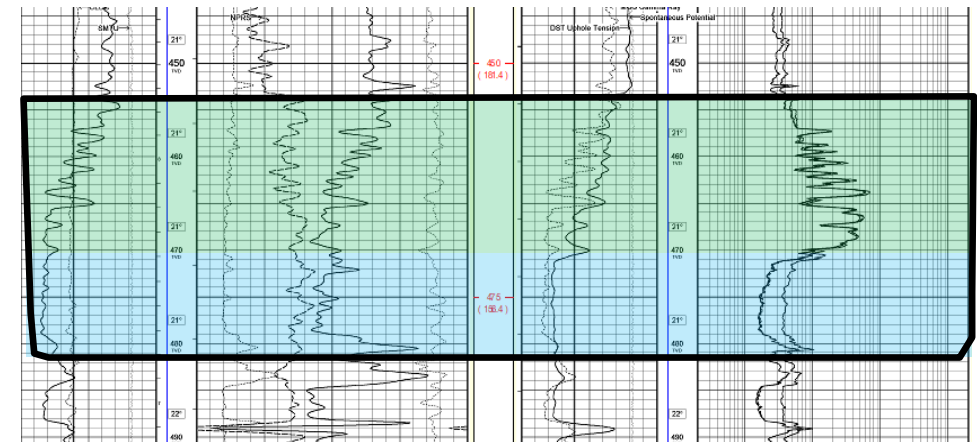 NPRS
SMTU
Spontaneous Potential
DST Uphole Tension
21°
21°
450
TVD
450
(181.4)
450
TVD
21°
21°
460
TVD
460
TVD
21°
21°
470
TVD
470
TVD
475
(156.4)
21°
21°
480
TVD
480
TVD
22°
22°
490
490